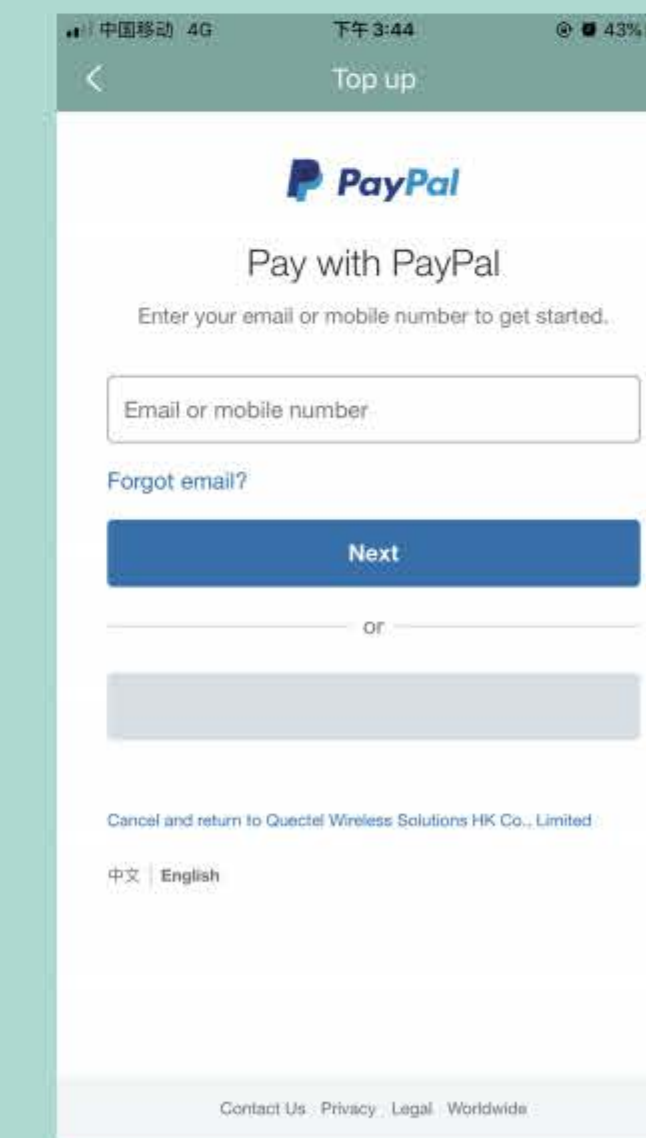 中国移动 4G 下午 3:44 43%
Top up
PayPal
Pay with PayPal
Enter your email or mobile number to get started.
Email or mobile number
Forgot email?
Next
or
Cancel and return to Quectel Wireless Solutions HK Co., Limited
中文 English
Contact Us Privacy Legal Worldwide